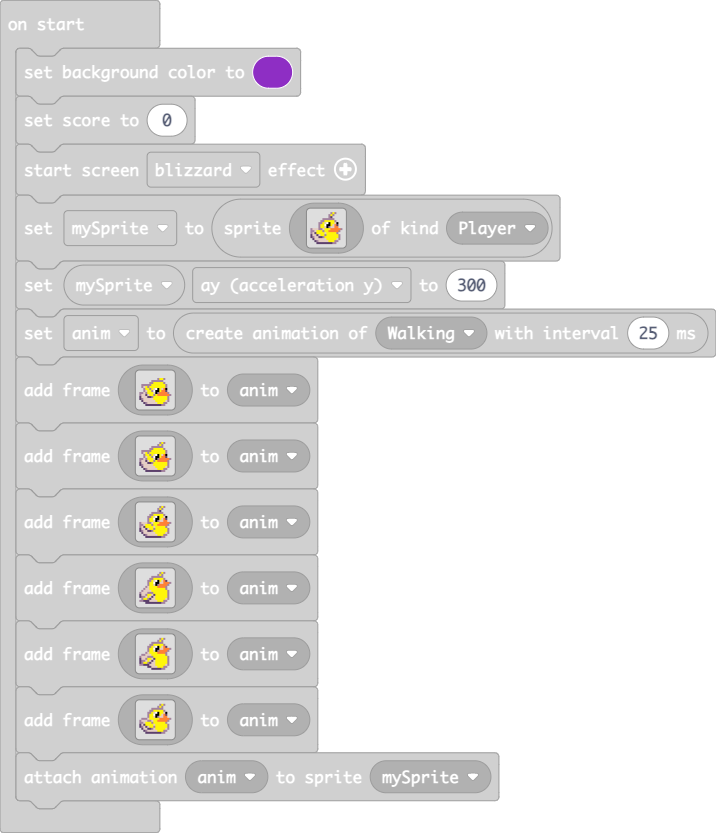 on start
set background color to
set score to 0
start screen blizzard effect
set mySprite to sprite of kind Player
set mySprite ay (acceleration y) to 300
set anim to create animation of Walking with interval 25 ms
add frame to anim
add frame to anim
add frame to anim
add frame to anim
add frame to anim
add frame to anim
attach animation anim to sprite mySprite